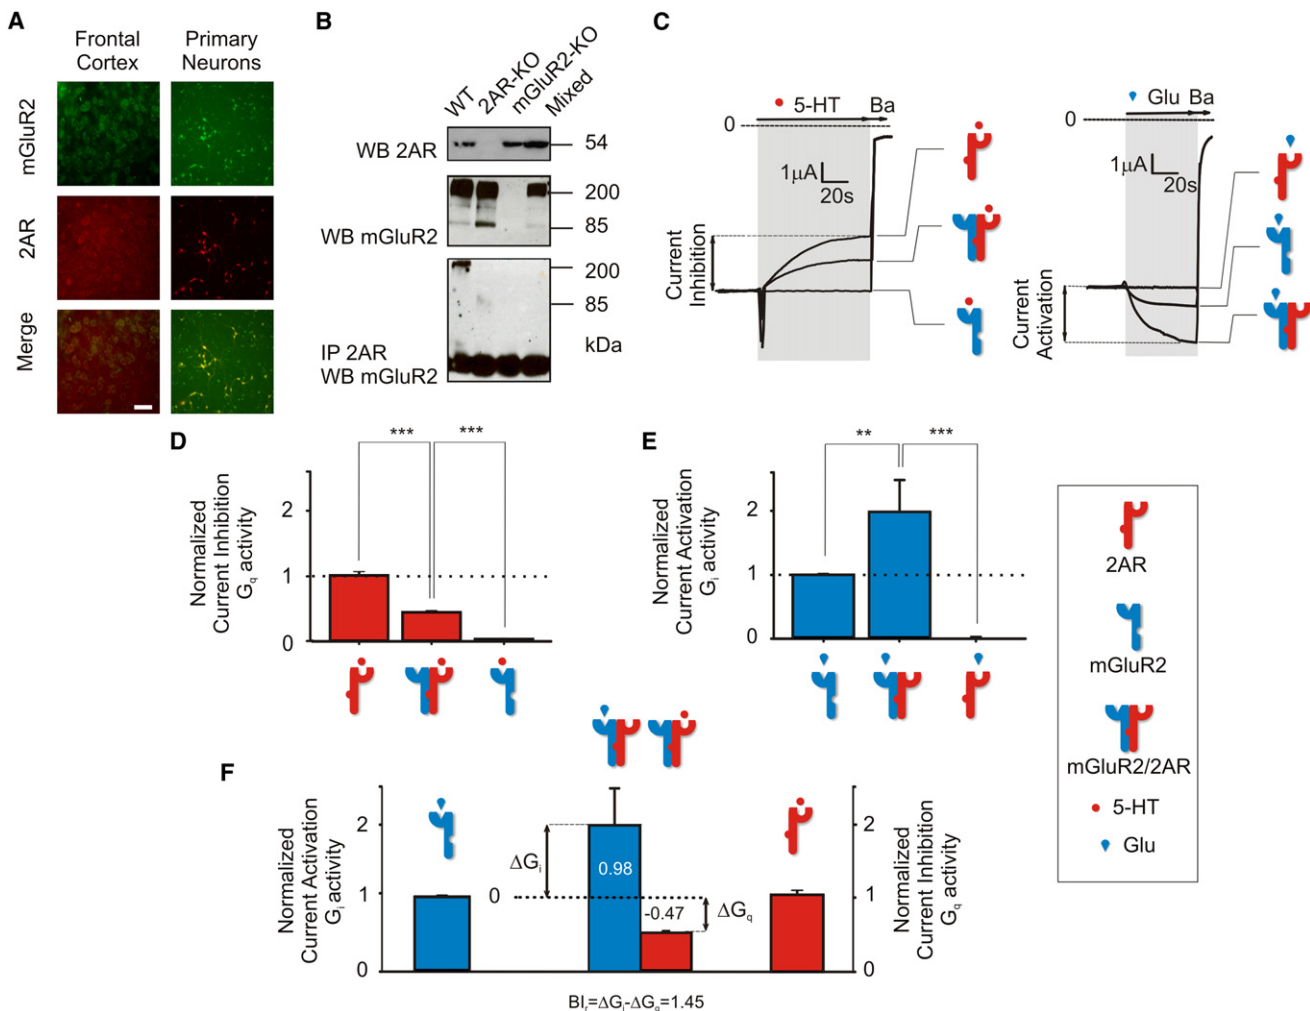 A
Frontal
Cortex
Primary
Neurons
mGluR2
2AR
Merge
B
WT
2AR-KO
mGluR2-KO
Mixed
WB 2AR
54
WB mGluR2
200
85
200
85
kDa
IP 2AR
WB mGluR2
C
5-HT
Ba
0
1μA
20s
Current
Inhibition
Glu
Ba
0
1μA
20s
Current
Activation
D
***
***
Normalized
Current Inhibition
Gq activity
2
1
0
E
**
***
Normalized
Current Activation
Gi activity
2
1
0
2AR
mGluR2
mGluR2/2AR
5-HT
Glu
F
Normalized
Current Activation
Gi activity
2
1
0
ΔGi
0
0.98
-0.47
ΔGq
2
1
0
Normalized
Current Inhibition
Gq activity
BIr=ΔGi-ΔGq=1.45